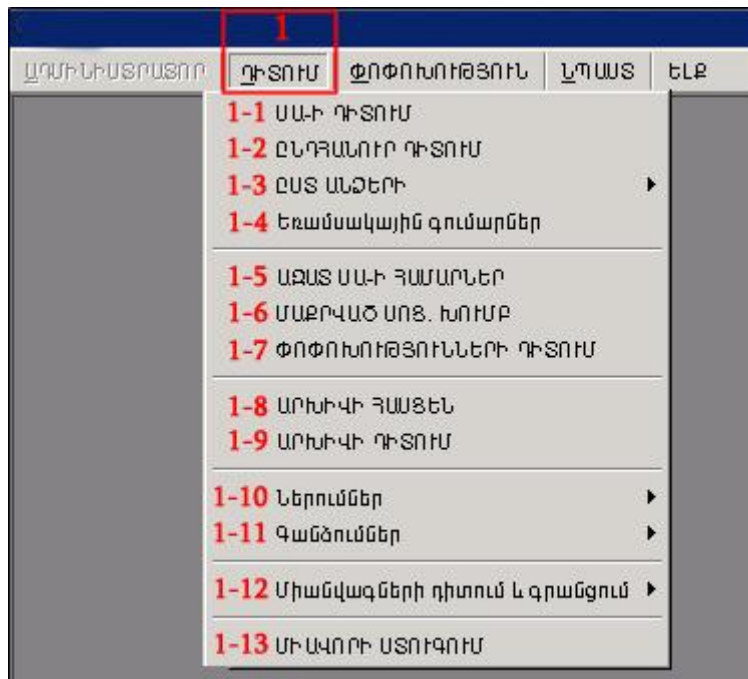 1
ԱԴՄԻՆԻՍՏՐԱՏՈՐ ԴԻՏՈՒՄ ՓՈՓՈԽՈՒԹՅՈՒՆ ՆՊԱՍՏ ԵԼՔ
1-1 ՍԱ-Ի ԴԻՏՈՒՄ
1-2 ԸՆԴՀԱՆՈՒՐ ԴԻՏՈՒՄ
1-3 ԸՍՏ ԱՆՁԵՐԻ
1-4 Եռամսակային գումարներ
1-5 ԱԶԱՏ ՍԱ-Ի ՀԱՄԱՐՆԵՐ
1-6 ՄԱՔՐՎԱԾ ՍՈՑ. ԽՈՒՄԲ
1-7 ՓՈՓՈԽՈՒԹՅՈՒՆՆԵՐԻ ԴԻՏՈՒՄ
1-8 ԱՐԽԻՎԻ ՀԱՍՑԵՆ
1-9 ԱՐԽԻՎԻ ԴԻՏՈՒՄ
1-10 Ներումներ
1-11 Գանձումներ
1-12 Միանվագների դիտում և գրանցում
1-13 ՄԻԱՎՈՐԻ ՍՏՈՒԳՈՒՄ